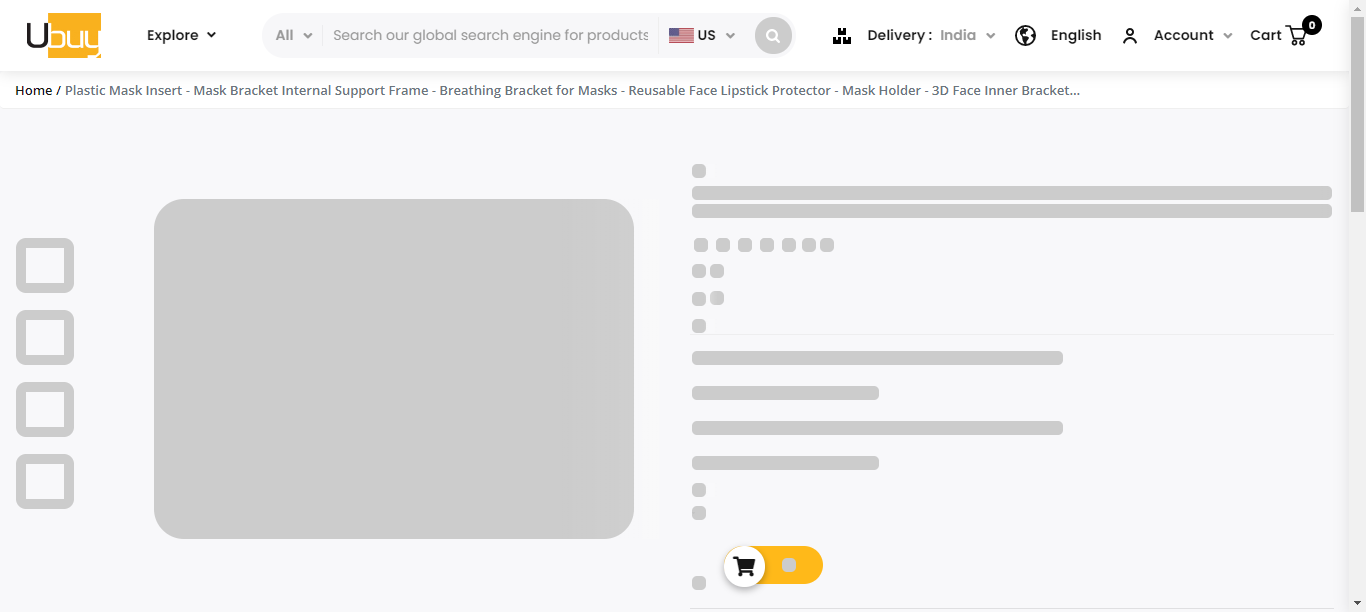 Ubuy
Explore
All
Search our global search engine for products
US
Delivery : India
English
Account
Cart
0
Home / Plastic Mask Insert - Mask Bracket Internal Support Frame - Breathing Bracket for Masks - Reusable Face Lipstick Protector - Mask Holder - 3D Face Inner Bracket...